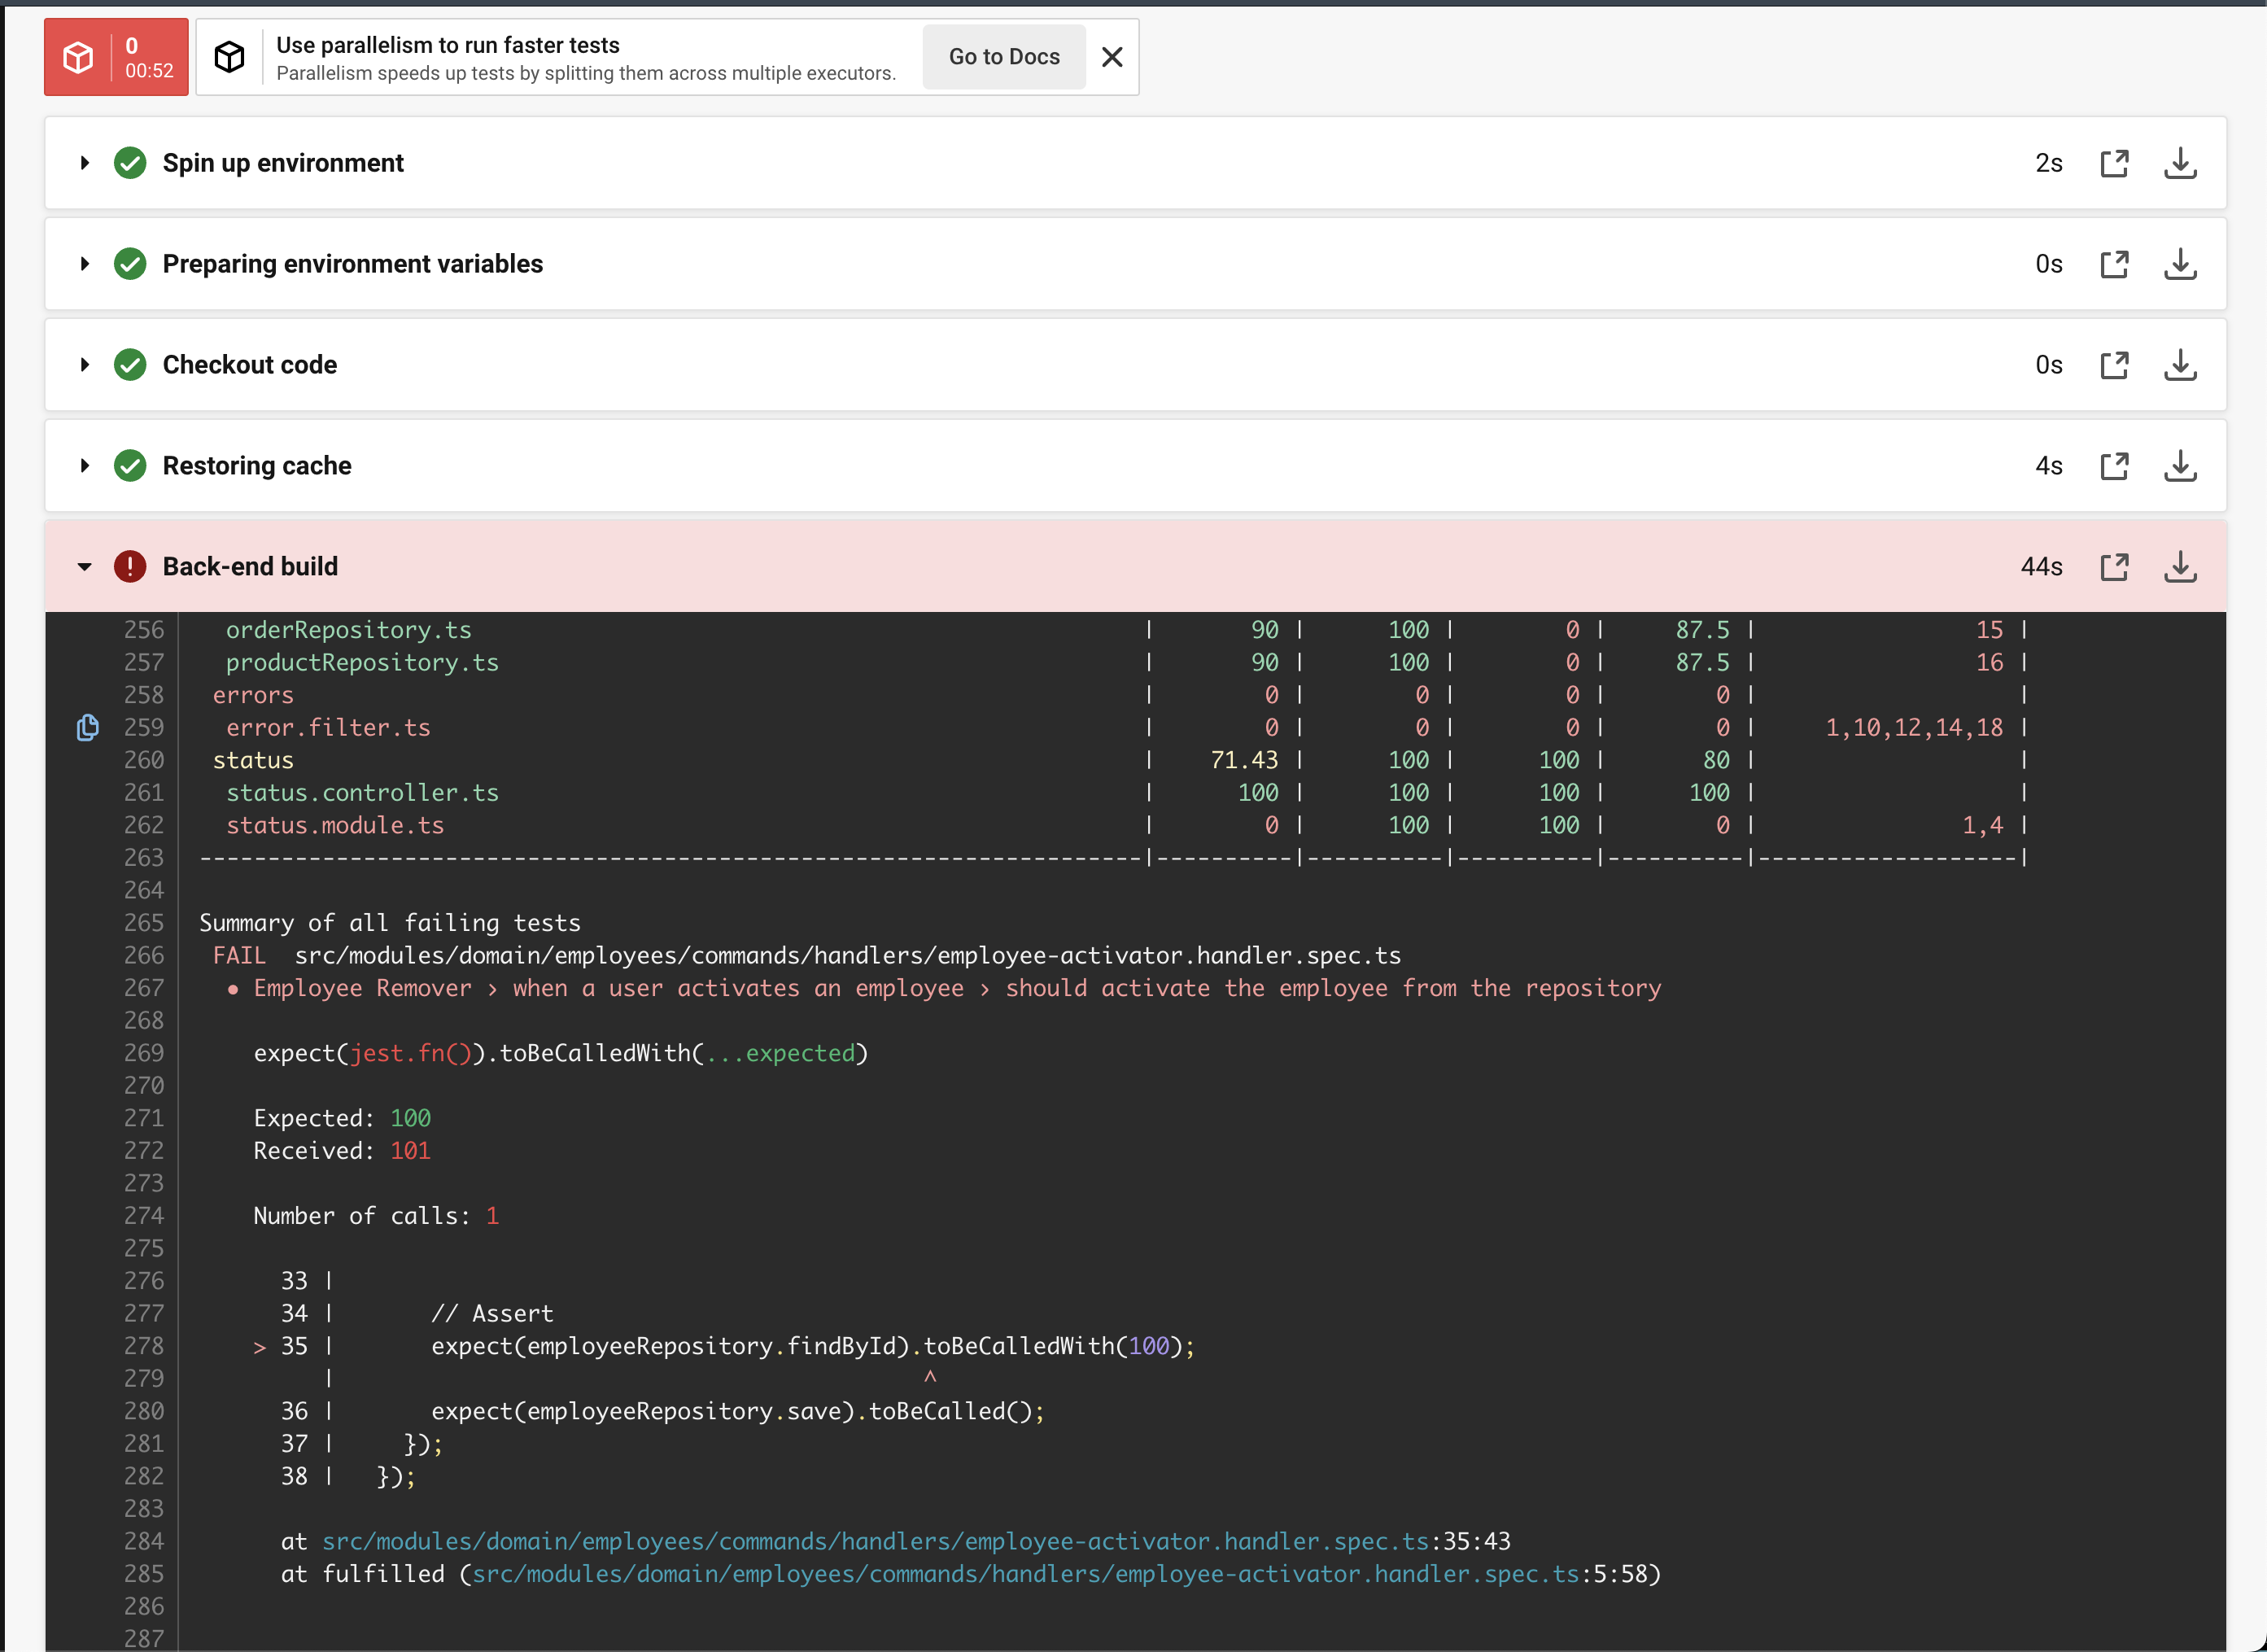 0
00:52
Use parallelism to run faster tests
Parallelism speeds up tests by splitting them across multiple executors.
Go to Docs
Spin up environment 2s
Preparing environment variables 0s
Checkout code 0s
Restoring cache 4s
Back-end build 44s
256 orderRepository.ts | 90 | 100 | 0 | 87.5 | 15 |
257 productRepository.ts | 90 | 100 | 0 | 87.5 | 16 |
258 errors | 0 | 0 | 0 | 0 | |
259 error.filter.ts | 0 | 0 | 0 | 0 | 1,10,12,14,18 |
260 status | 71.43 | 100 | 100 | 80 | |
261 status.controller.ts | 100 | 100 | 100 | 100 | |
262 status.module.ts | 0 | 100 | 100 | 0 | 1,4 |
263 ---------------------------------------------------------------------|----------|----------|----------|----------|-------------------|
264
265 Summary of all failing tests
266 FAIL src/modules/domain/employees/commands/handlers/employee-activator.handler.spec.ts
267 ● Employee Remover › when a user activates an employee › should activate the employee from the repository
268
269 expect(jest.fn()).toBeCalledWith(...expected)
270
271 Expected: 100
272 Received: 101
273
274 Number of calls: 1
275
276 33 |
277 34 | // Assert
278 > 35 | expect(employeeRepository.findById).toBeCalledWith(100);
279 | ^
280 36 | expect(employeeRepository.save).toBeCalled();
281 37 | });
282 38 | });
283
284 at src/modules/domain/employees/commands/handlers/employee-activator.handler.spec.ts:35:43
285 at fulfilled (src/modules/domain/employees/commands/handlers/employee-activator.handler.spec.ts:5:58)
286
287